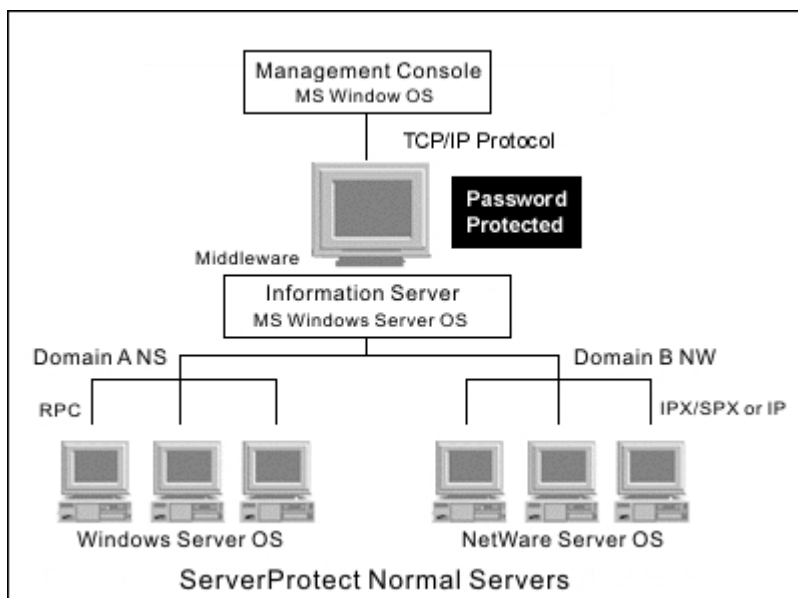 Management Console
MS Window OS
TCP/IP Protocol
Password
Protected
Middleware
Information Server
MS Windows Server OS
Domain A NS
Domain B NW
RPC
IPX/SPX or IP
Windows Server OS
NetWare Server OS
ServerProtect Normal Servers